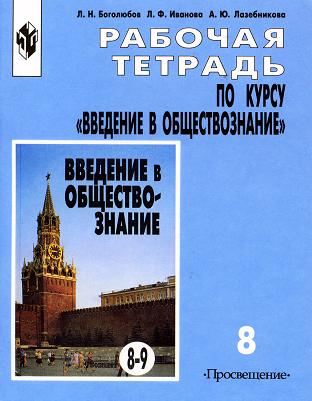 Л. Н. Боголюбов Л. Ф. Иванова А. Ю. Лазебникова
РАБОЧАЯ
ТЕТРАДЬ
ПО КУРСУ
«ВВЕДЕНИЕ В ОБЩЕСТВОЗНАНИЕ»
ВВЕДЕНИЕ В
ОБЩЕСТВО-
ЗНАНИЕ
8-9
8
·Просвещение·